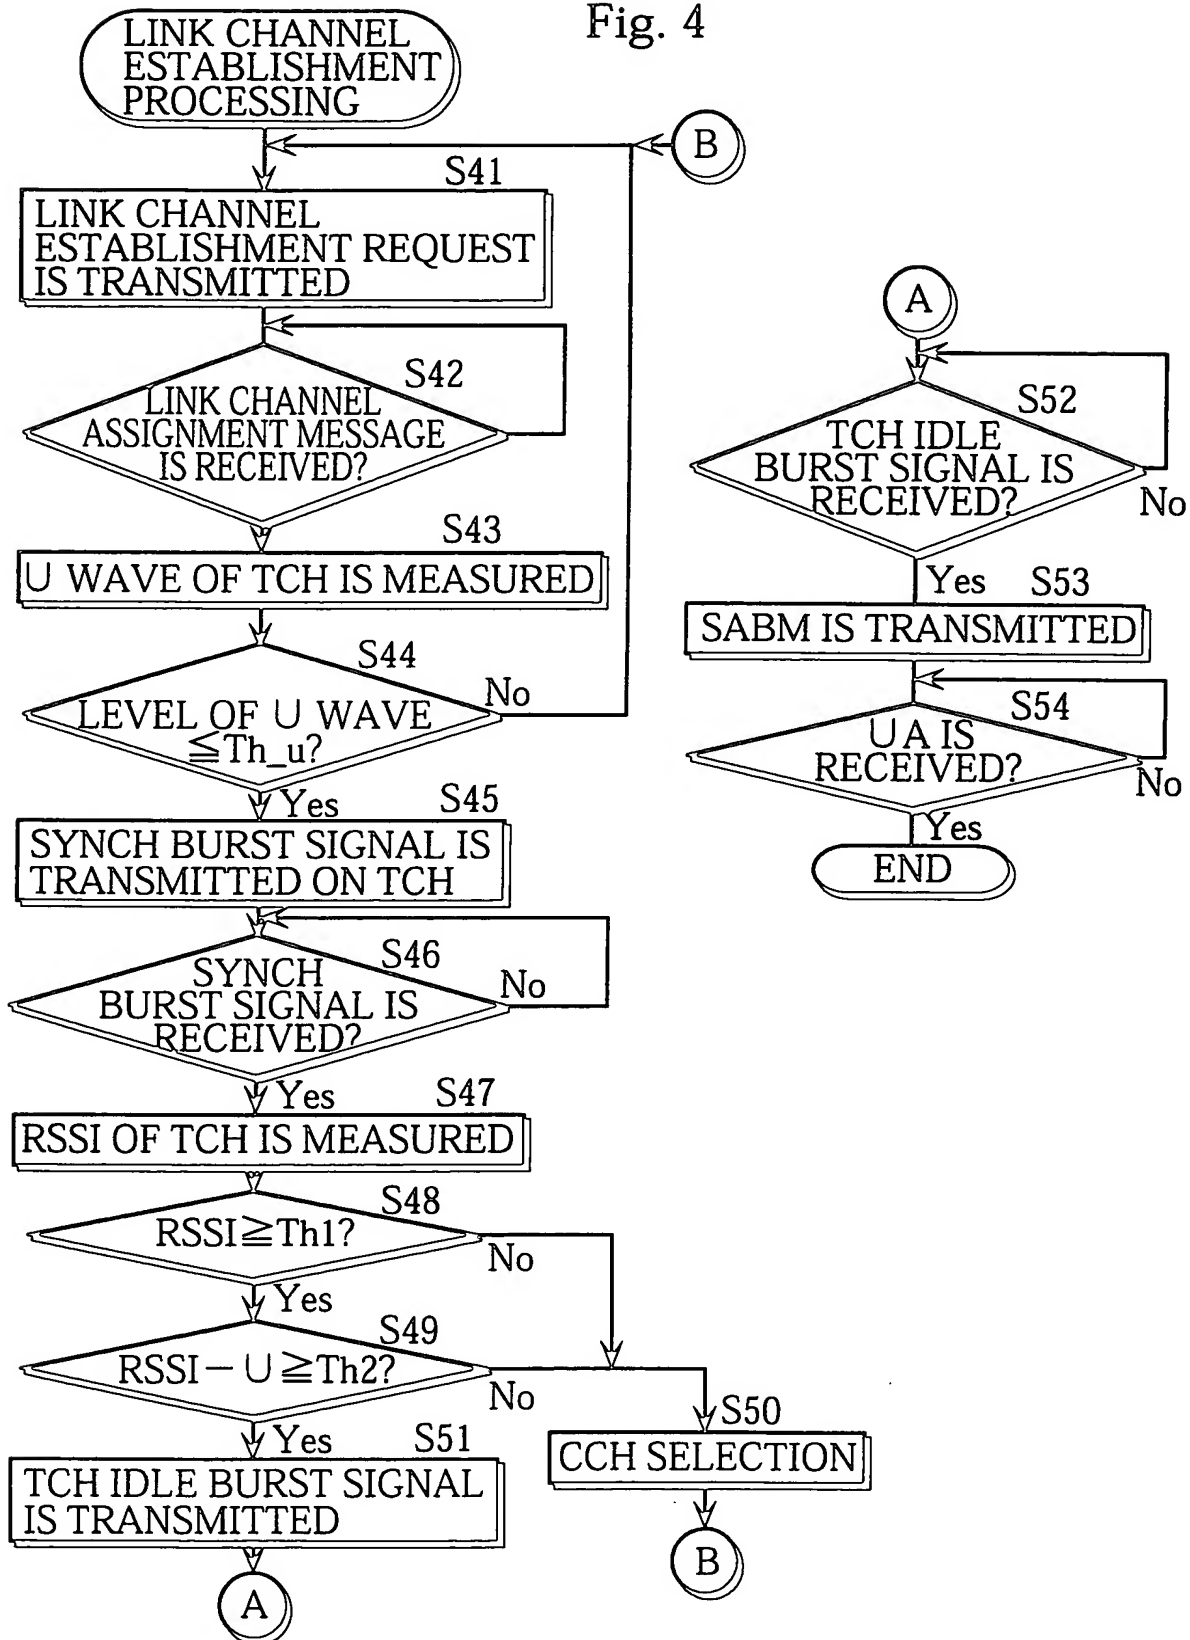 Fig. 4
LINK CHANNEL
ESTABLISHMENT
PROCESSING
B
S41
LINK CHANNEL
ESTABLISHMENT REQUEST
IS TRANSMITTED
S42
LINK CHANNEL
ASSIGNMENT MESSAGE
IS RECEIVED?
S43
U WAVE OF TCH IS MEASURED
S44
No
LEVEL OF U WAVE
≦Th_u?
Yes
S45
SYNCH BURST SIGNAL IS
TRANSMITTED ON TCH
S46
No
SYNCH
BURST SIGNAL IS
RECEIVED?
Yes
S47
RSSI OF TCH IS MEASURED
S48
RSSI≧Th1?
No
Yes
S49
RSSI－U≧Th2?
No
Yes
S50
CCH SELECTION
B
S51
TCH IDLE BURST SIGNAL
IS TRANSMITTED
A
A
S52
TCH IDLE
BURST SIGNAL IS
RECEIVED?
No
Yes
S53
SABM IS TRANSMITTED
S54
UA IS
RECEIVED?
No
Yes
END